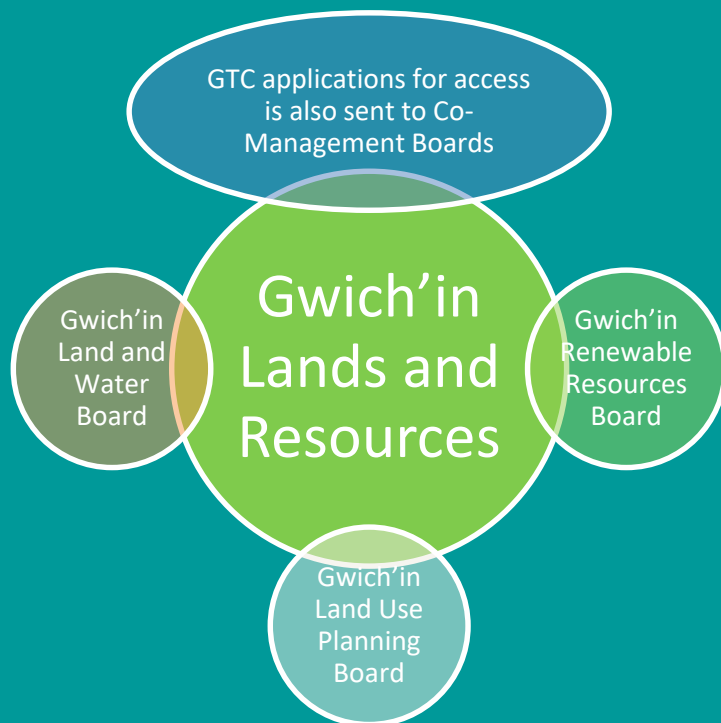 GTC applications for access
is also sent to Co-
Management Boards
Gwich’in
Lands and
Resources
Gwich’in
Land and
Water
Board
Gwich’in
Renewable
Resources
Board
Gwich’in
Land Use
Planning
Board